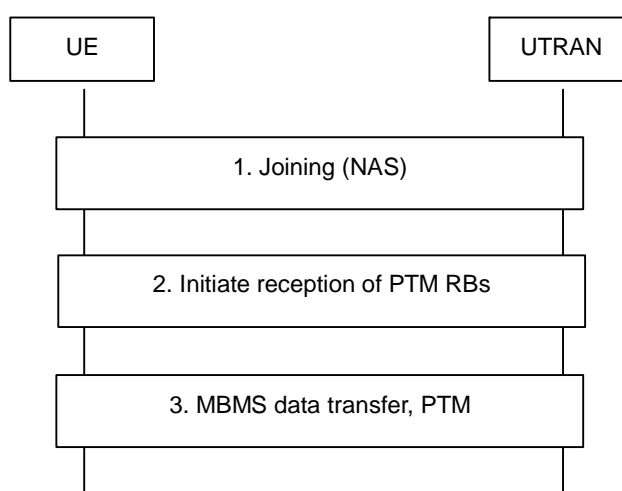 UE
UTRAN
1. Joining (NAS)
2. Initiate reception of PTM RBs
3. MBMS data transfer, PTM